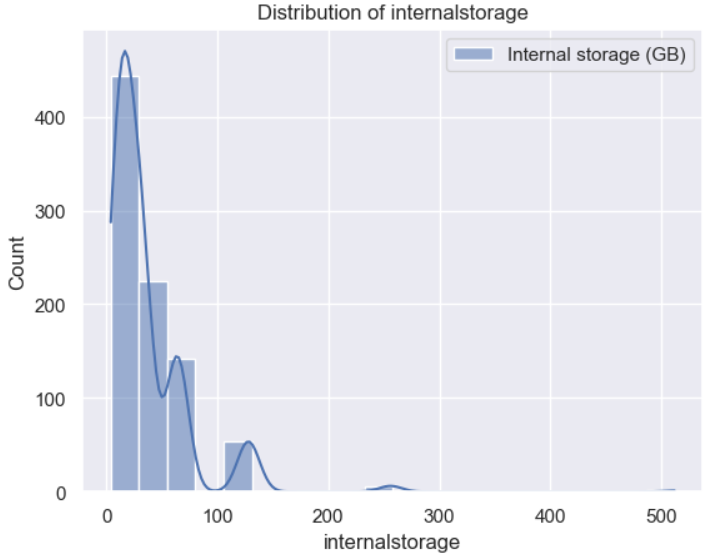 Distribution of internalstorage
Internal storage (GB)
Count
400
300
200
100
0
0 100 200 300 400 500
internalstorage